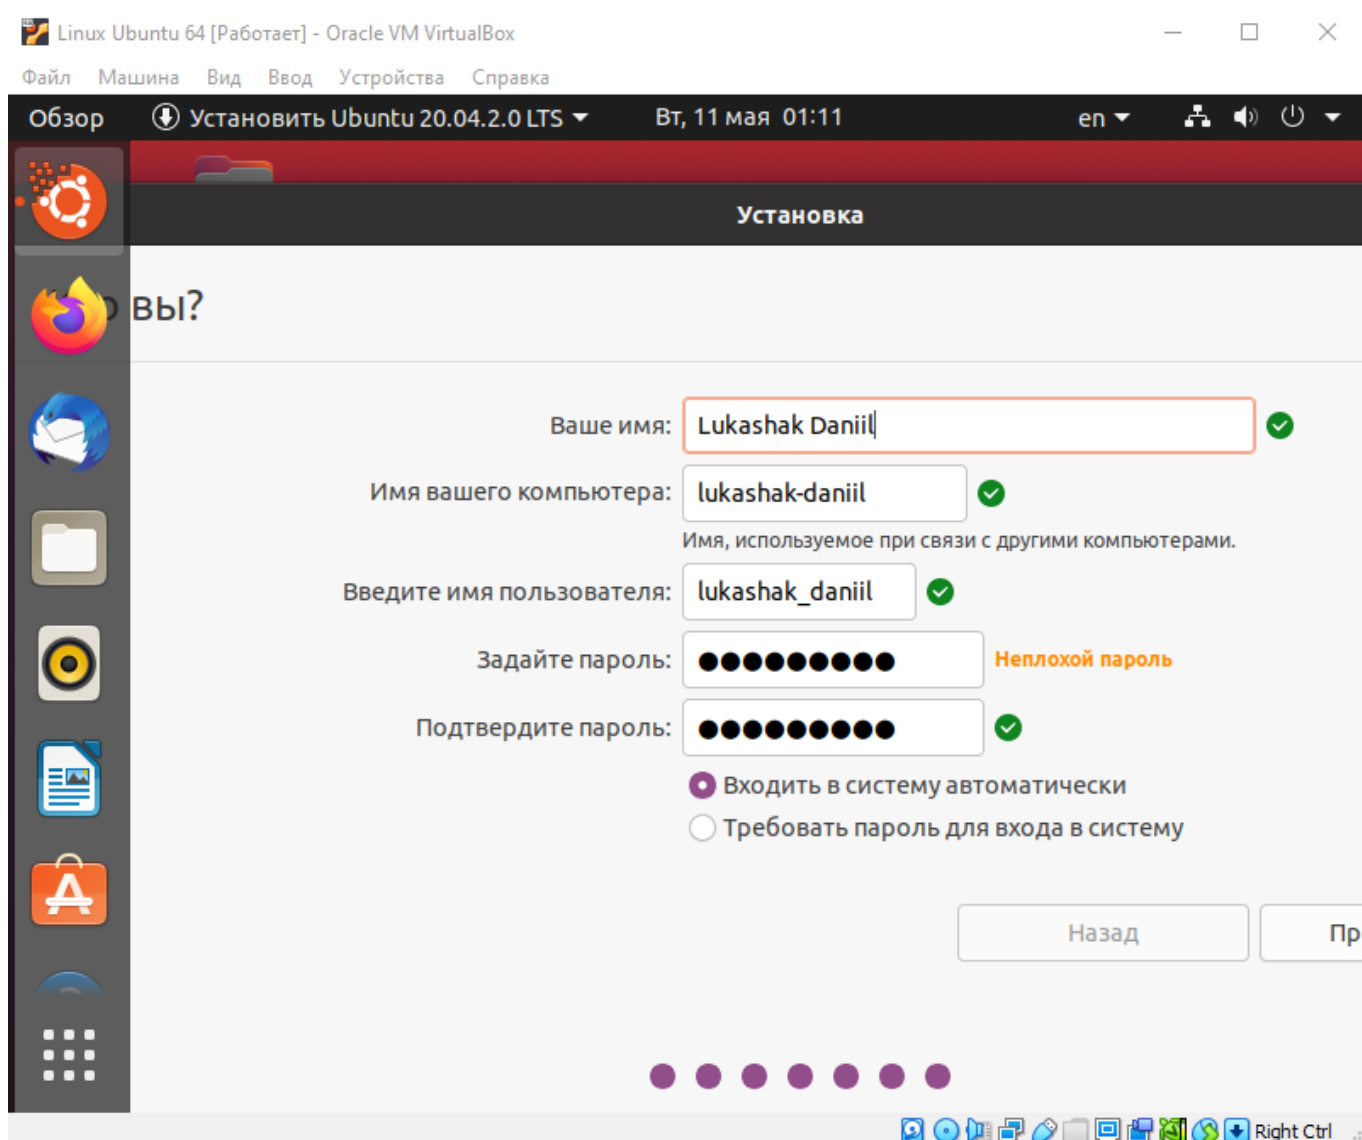 Linux Ubuntu 64 [Работает] - Oracle VM VirtualBox
Файл Машина Вид Ввод Устройства Справка
Обзор Установить Ubuntu 20.04.2.0 LTS Вт, 11 мая 01:11 en
Установка
вы?
Ваше имя: Lukashak Daniil
Имя вашего компьютера: lukashak-daniil
Имя, используемое при связи с другими компьютерами.
Введите имя пользователя: lukashak_daniil
Задайте пароль: ●●●●●●●●● Неплохой пароль
Подтвердите пароль: ●●●●●●●●●
Входить в систему автоматически
Требовать пароль для входа в систему
Назад Пр
Right Ctrl